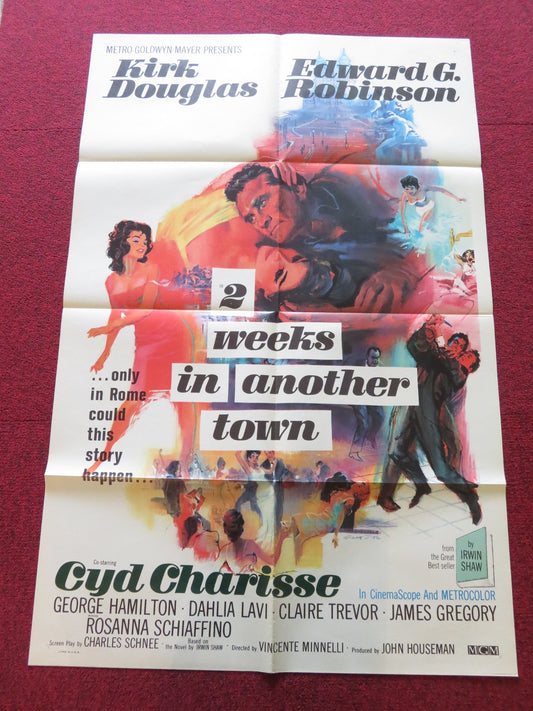 METRO-GOLDWYN-MAYER PRESENTS
Kirk Douglas
Edward G. Robinson
2
weeks
in another
town
...only
in Rome
could
this
story
happen...
from
the Great
Best seller
by
IRWIN
SHAW
Co-starring
Cyd Charisse
In CinemaScope And METROCOLOR
GEORGE HAMILTON · DAHLIA LAVI · CLAIRE TREVOR · JAMES GREGORY
ROSANNA SCHIAFFINO
Screen Play by CHARLES SCHNEE · Based on the Novel by IRWIN SHAW · Directed by VINCENTE MINNELLI · Produced by JOHN HOUSEMAN
MGM